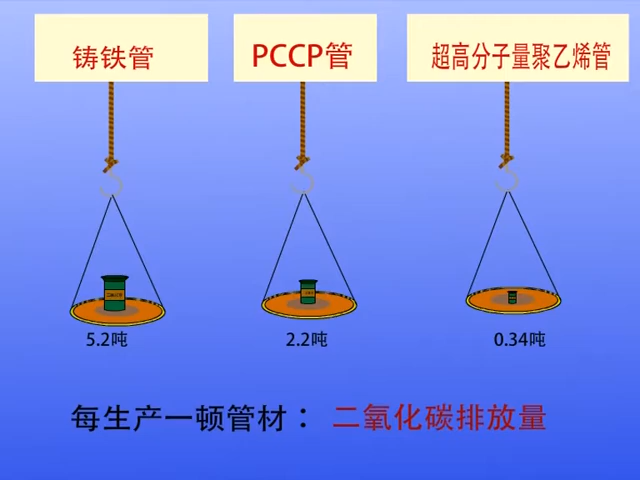 铸铁管
PCCP管
超高分子量聚乙烯管
5.2吨
2.2吨
0.34吨
每生产一顿管材： 二氧化碳排放量